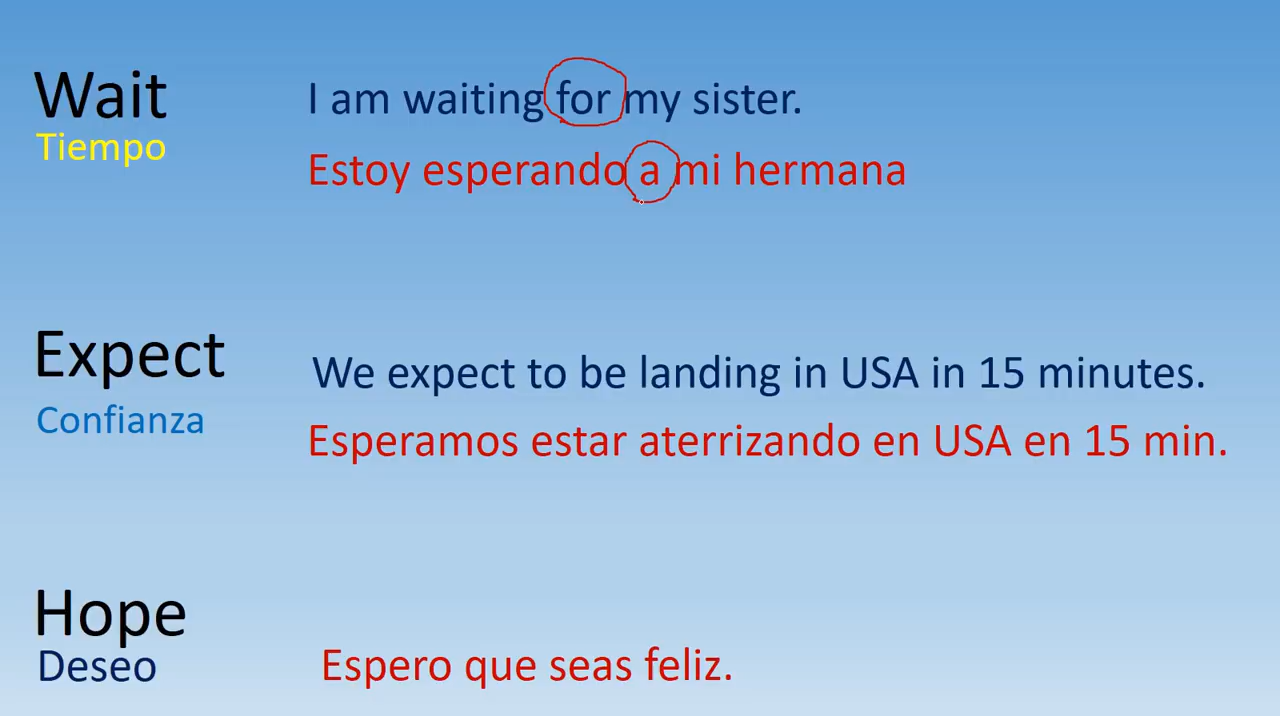 Wait
Tiempo
I am waiting for my sister.
Estoy esperando a mi hermana
Expect
Confianza
We expect to be landing in USA in 15 minutes.
Esperamos estar aterrizando en USA en 15 min.
Hope
Deseo
Espero que seas feliz.